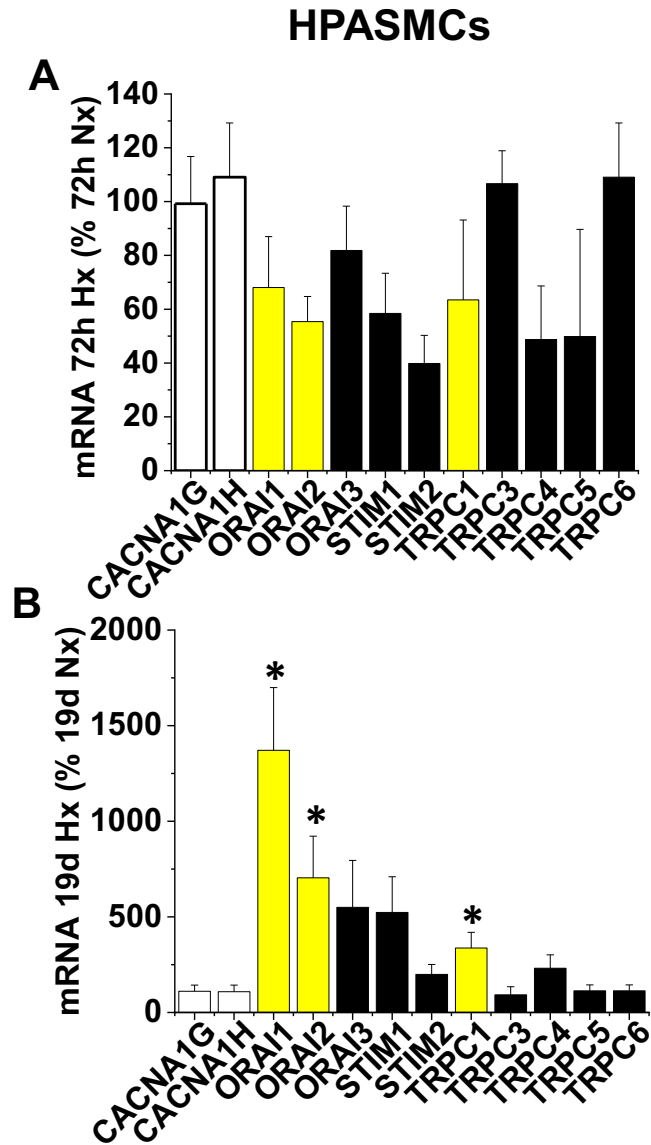 HPASMCs
A
mRNA 72h Hx (% 72h Nx)
140
120
100
80
60
40
20
0
CACNA1G
CACNA1H
ORAI1
ORAI2
ORAI3
STIM1
STIM2
TRPC1
TRPC3
TRPC4
TRPC5
TRPC6
B
mRNA 19d Hx (% 19d Nx)
2000
1500
1000
500
0
*
*
*
CACNA1G
CACNA1H
ORAI1
ORAI2
ORAI3
STIM1
STIM2
TRPC1
TRPC3
TRPC4
TRPC5
TRPC6